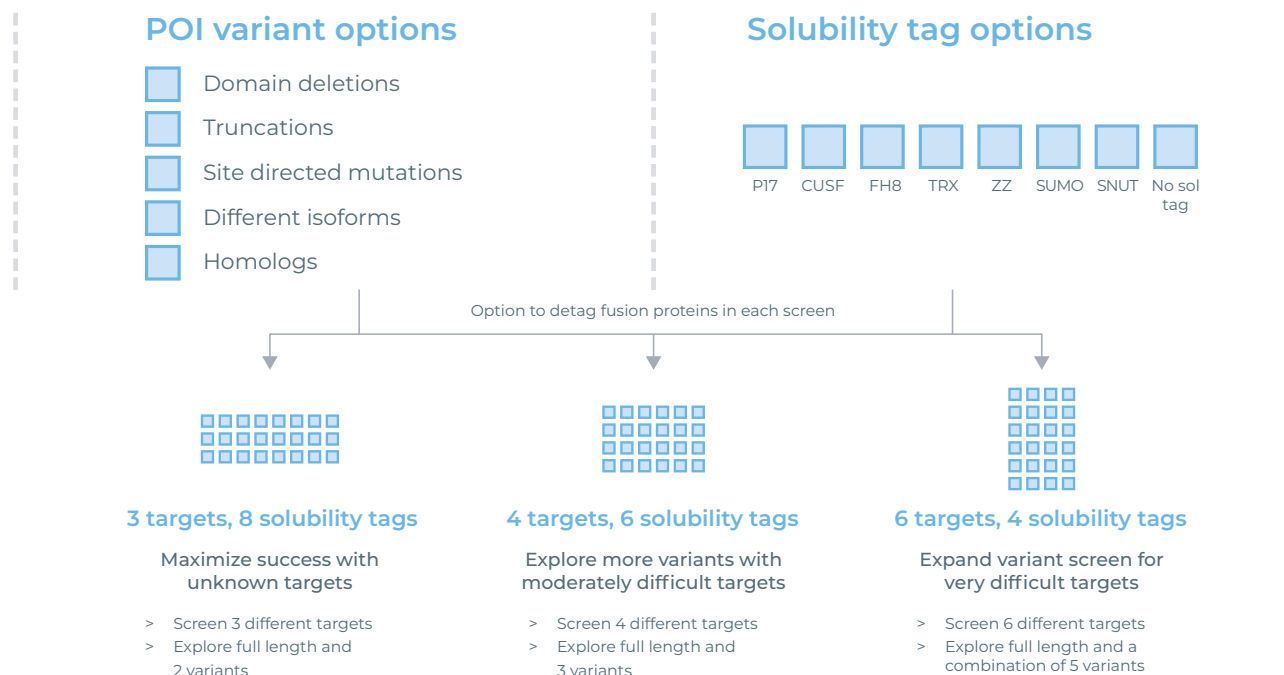 POI variant options
Domain deletions
Truncations
Site directed mutations
Different isoforms
Homologs
Solubility tag options
P17 CUSF FH8 TRX ZZ SUMO SNUT No sol
tag
Option to detag fusion proteins in each screen
3 targets, 8 solubility tags
Maximize success with
unknown targets
> Screen 3 different targets
> Explore full length and
2 variants
4 targets, 6 solubility tags
Explore more variants with
moderately difficult targets
> Screen 4 different targets
> Explore full length and
3 variants
6 targets, 4 solubility tags
Expand variant screen for
very difficult targets
> Screen 6 different targets
> Explore full length and a
combination of 5 variants